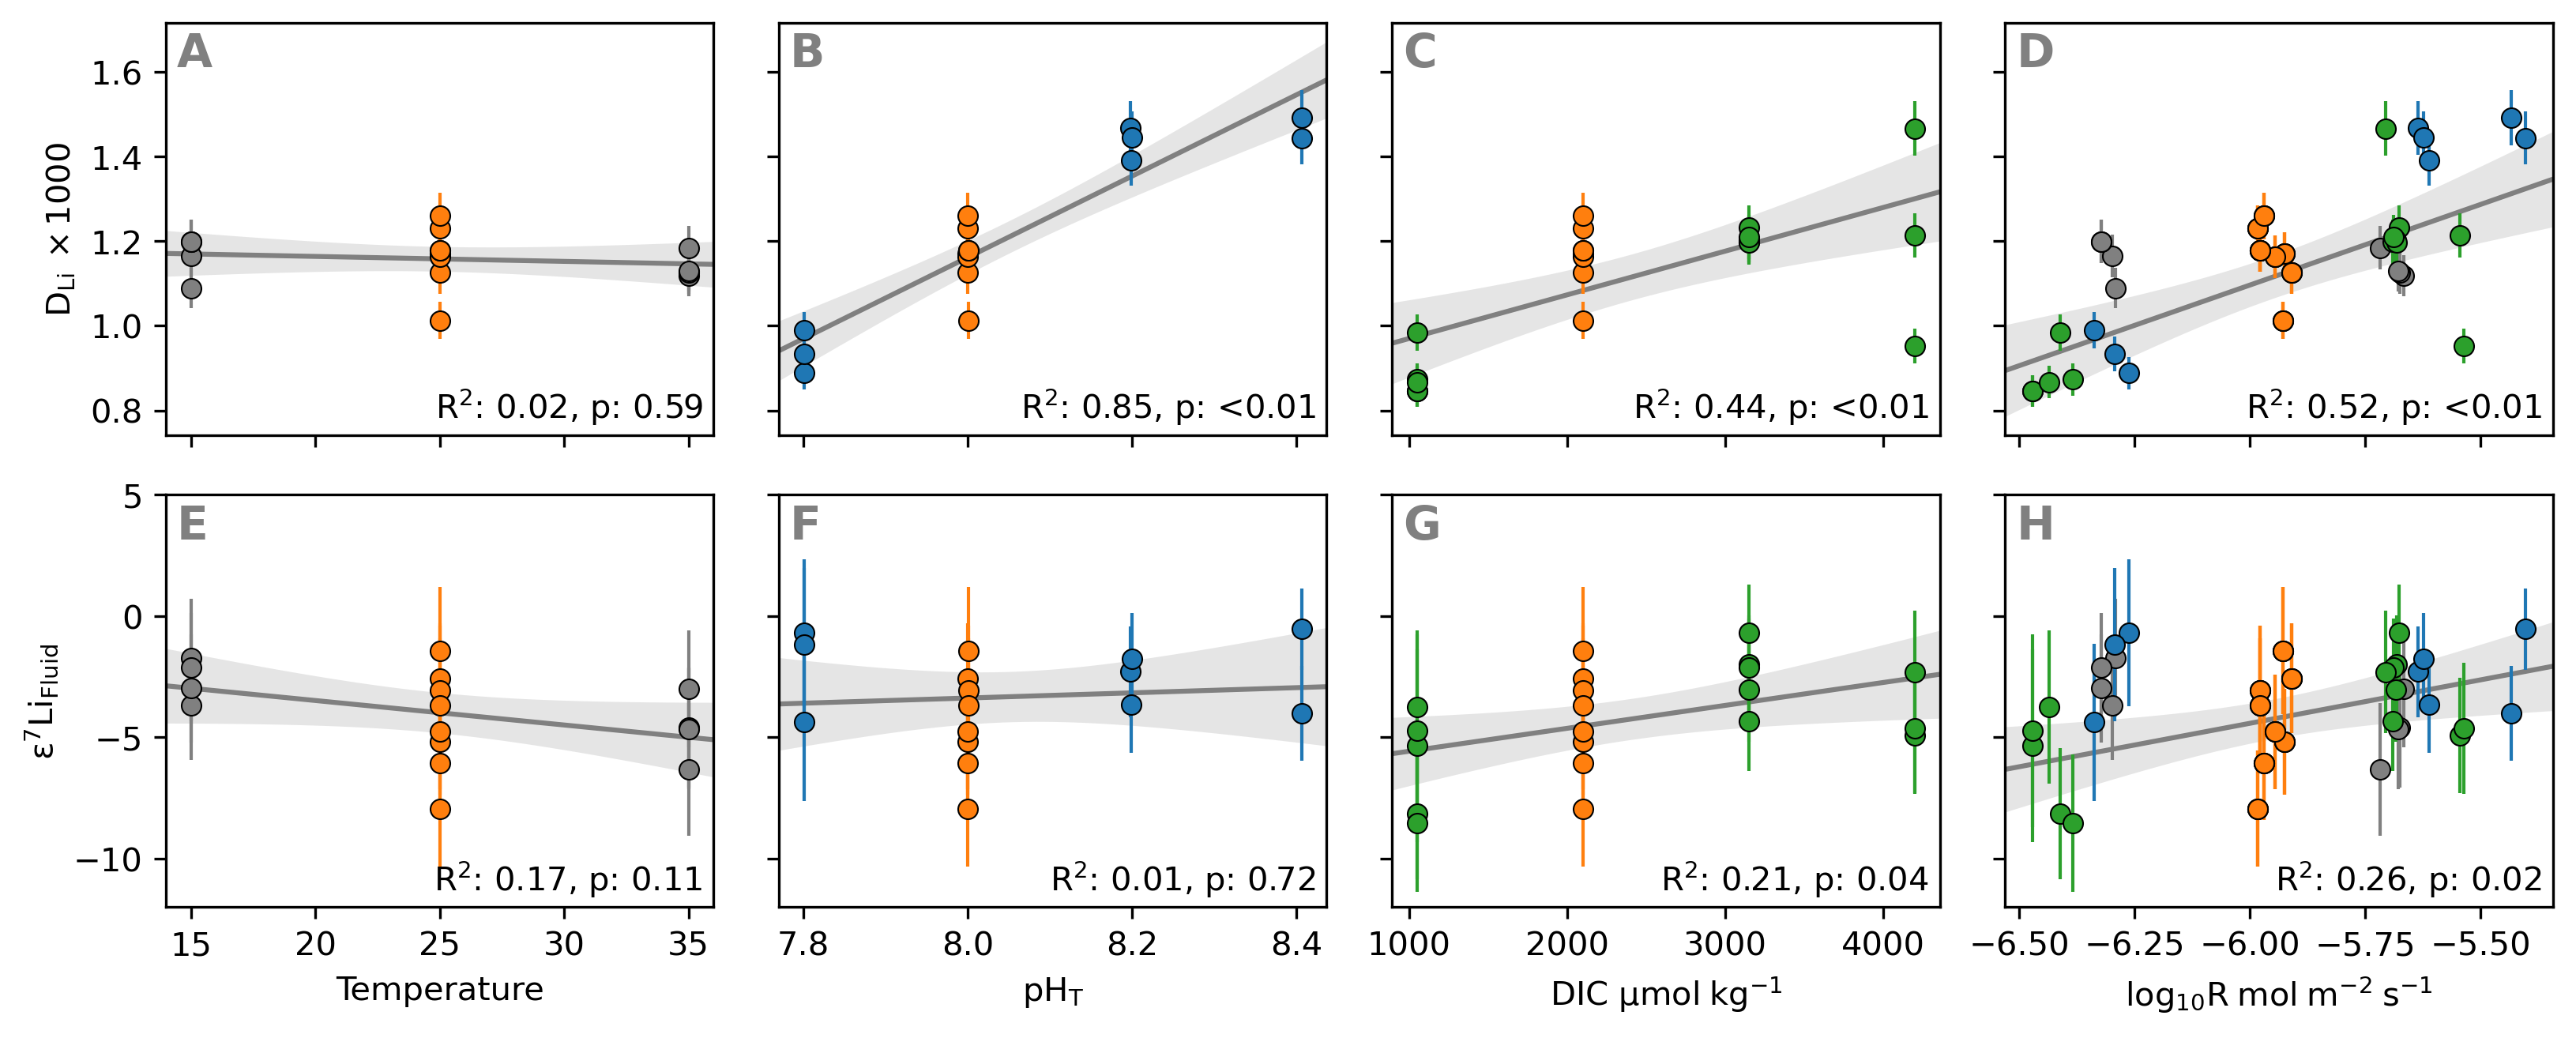 A
B
C
D
1.6
1.4
1.2
1.0
0.8
D_Li × 1000
R²: 0.02, p: 0.59
R²: 0.85, p: <0.01
R²: 0.44, p: <0.01
R²: 0.52, p: <0.01
E
F
G
H
5
0
−5
−10
ε⁷Li_Fluid
R²: 0.17, p: 0.11
R²: 0.01, p: 0.72
R²: 0.21, p: 0.04
R²: 0.26, p: 0.02
15 20 25 30 35
7.8 8.0 8.2 8.4
1000 2000 3000 4000
−6.50 −6.25 −6.00 −5.75 −5.50
Temperature
pH_T
DIC µmol kg⁻¹
log₁₀R mol m⁻² s⁻¹